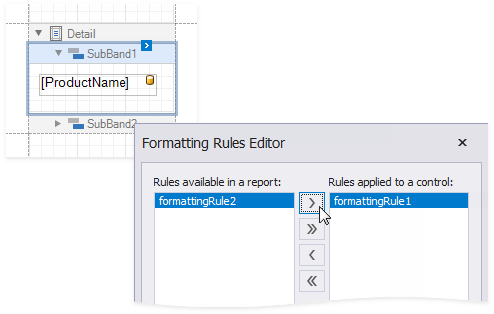 Detail
SubBand1
[ProductName]
SubBand2
Formatting Rules Editor
Rules available in a report:
Rules applied to a control:
formattingRule2
formattingRule1